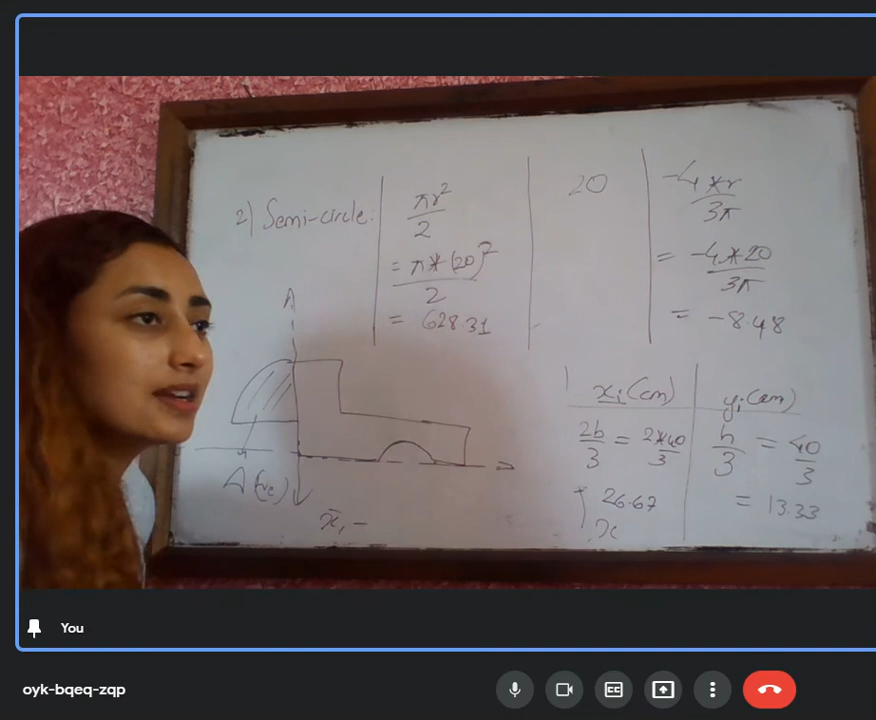 2) Semi-circle:
πr²
2
= π*(20)²
2
= 628.31
20
-4*r
3π
= -4*20
3π
= -8.48
A
A (+ve)
x̄, -
xi (cm)
yi (cm)
2b/3 = 2*40/3
h/3 = 40/3
26.67
= 13.33
x
You
oyk-bqeq-zqp
CC